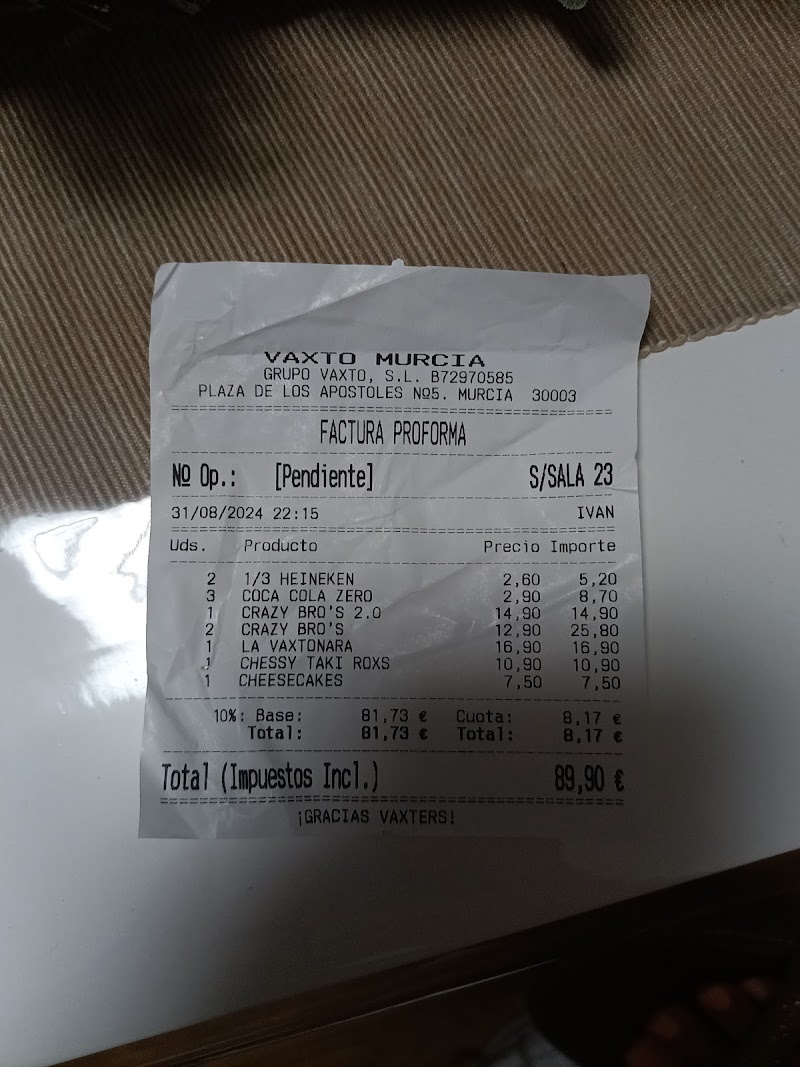 VAXTO MURCIA
GRUPO VAXTO, S.L. B72970585
PLAZA DE LOS APOSTOLES Nº5. MURCIA 30003
FACTURA PROFORMA
Nº Op.: [Pendiente] S/SALA 23
31/08/2024 22:15 IVAN
Uds. Producto Precio Importe
2 1/3 HEINEKEN 2,60 5,20
3 COCA COLA ZERO 2,90 8,70
1 CRAZY BRO'S 2.0 14,90 14,90
2 CRAZY BRO'S 12,90 25,80
1 LA VAXTONARA 16,90 16,90
1 CHESSY TAKI ROXS 10,90 10,90
1 CHEESECAKES 7,50 7,50
10%: Base: 81,73 € Cuota: 8,17 €
Total: 81,73 € Total: 8,17 €
Total (Impuestos Incl.) 89,90 €
¡GRACIAS VAXTERS!